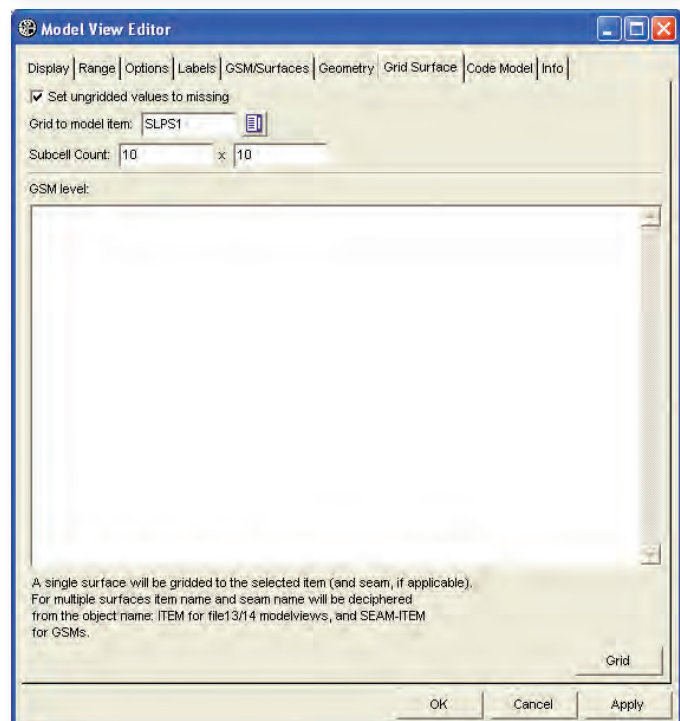 Model View Editor
Display Range Options Labels GSM/Surfaces Geometry Grid Surface Code Model Info
Set ungridded values to missing
Grid to model item: SLPS1
Subcell Count: 10 x 10
GSM level:
A single surface will be gridded to the selected item (and seam, if applicable).
For multiple surfaces item name and seam name will be deciphered
from the object name: ITEM for file13/14 modelviews, and SEAM-ITEM
for GSMs.
Grid
OK Cancel Apply